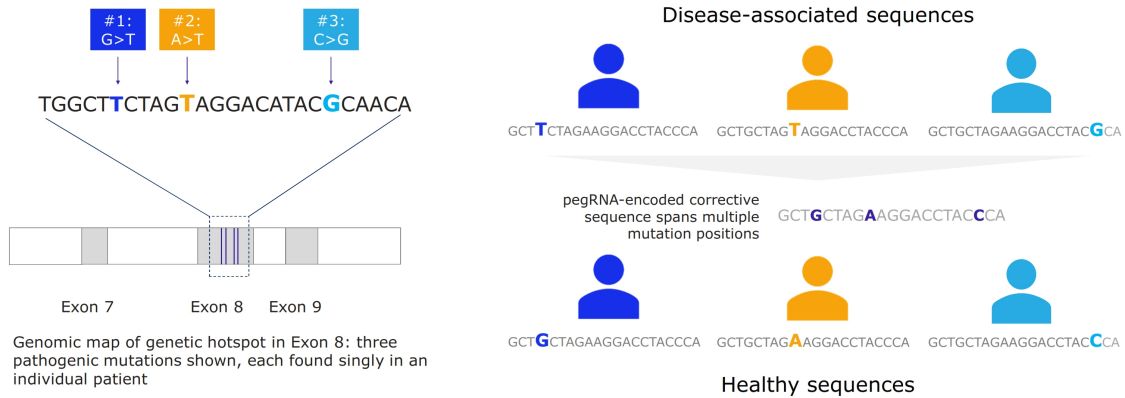 #1:
G>T
#2:
A>T
#3:
C>G
TGGCTTCTAGTAGGACATACGCAACA
Exon 7
Exon 8
Exon 9
Genomic map of genetic hotspot in Exon 8: three
pathogenic mutations shown, each found singly in an
individual patient
Disease-associated sequences
GCTTCTAGAAGGACCTACCCA
GCTGCTAGTAGGACCTACCCA
GCTGCTAGAAGGACCTACGCA
pegRNA-encoded corrective
sequence spans multiple
mutation positions
GCTGCTAGAAGGACCTACCCA
GCTGCTAGAAGGACCTACCCA
GCTGCTAGAAGGACCTACCCA
GCTGCTAGAAGGACCTACCCA
Healthy sequences